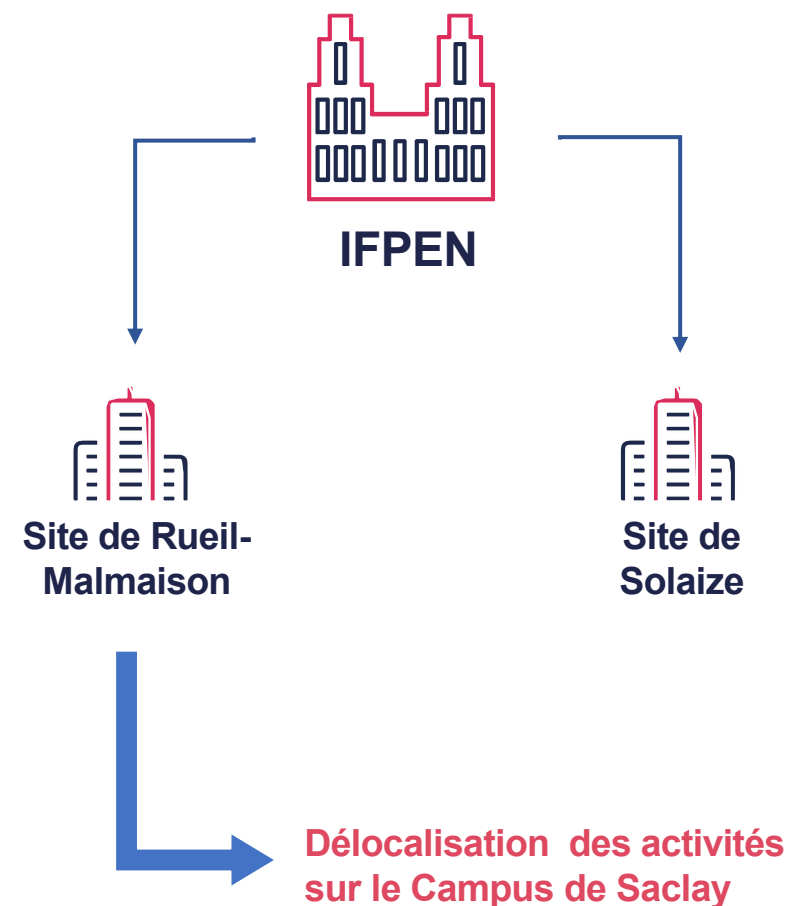 IFPEN
Site de Rueil-
Malmaison
Site de
Solaize
Délocalisation des activités
sur le Campus de Saclay